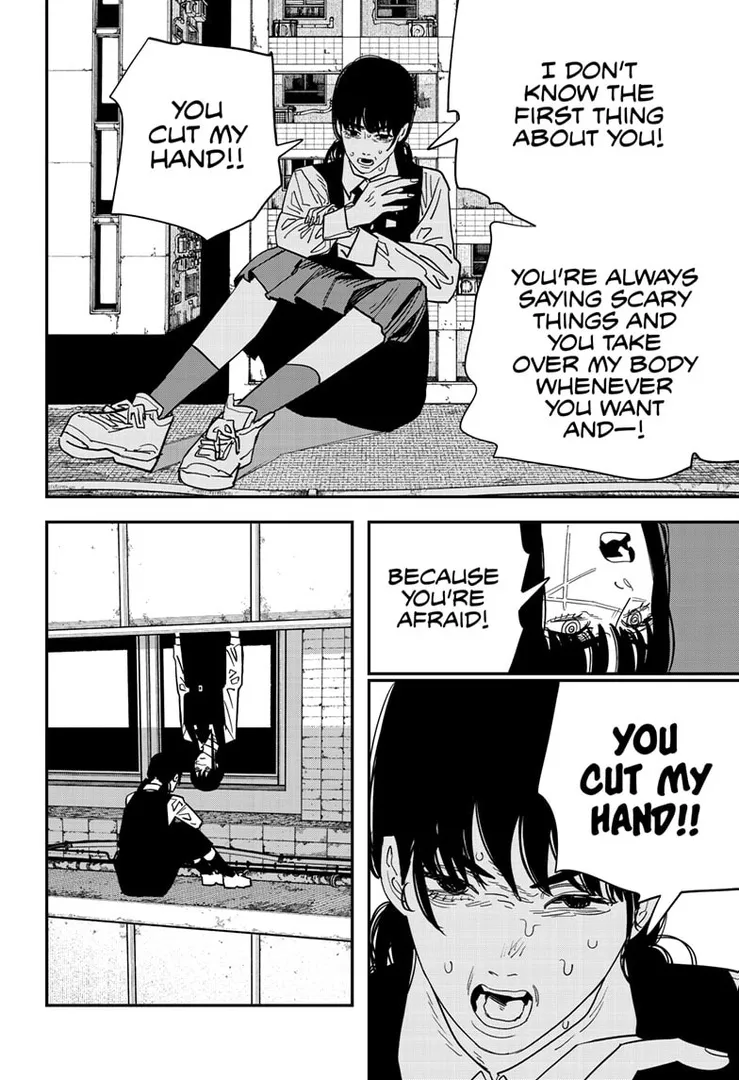 I DON'T
KNOW THE
FIRST THING
ABOUT YOU!
YOU'RE ALWAYS
SAYING SCARY
THINGS AND
YOU TAKE
OVER MY BODY
WHENEVER
YOU WANT
AND—!
YOU
CUT MY
HAND!!
BECAUSE
YOU'RE
AFRAID!
YOU
CUT MY
HAND!!